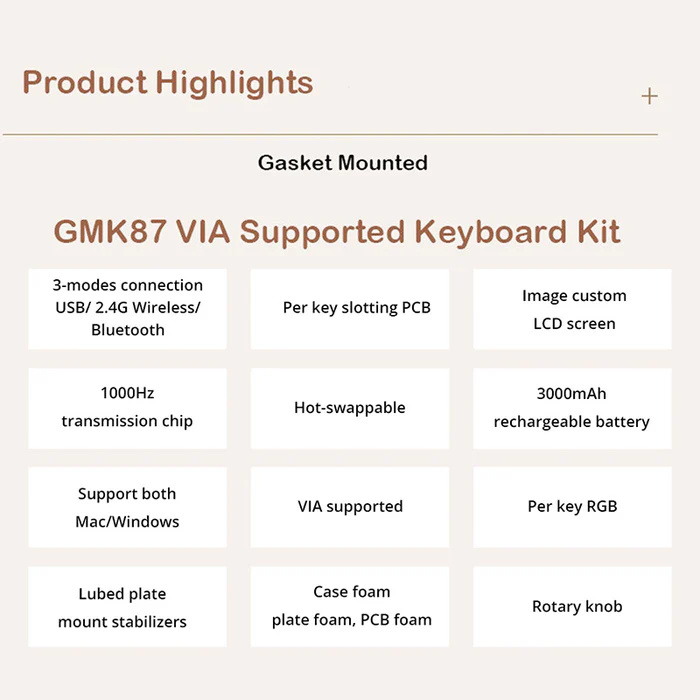 Product Highlights
+
Gasket Mounted
GMK87 VIA Supported Keyboard Kit
3-modes connection
USB/ 2.4G Wireless/
Bluetooth
Per key slotting PCB
Image custom
LCD screen
1000Hz
transmission chip
Hot-swappable
3000mAh
rechargeable battery
Support both
Mac/Windows
VIA supported
Per key RGB
Lubed plate
mount stabilizers
Case foam
plate foam, PCB foam
Rotary knob